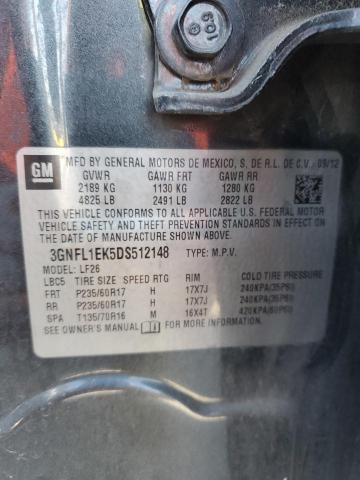 109
GM
MFD BY GENERAL MOTORS DE MEXICO, S. DE R.L. DE C.V. 09/12
GVWR GAWR FRT GAWR RR
2189 KG 1130 KG 1280 KG
4825 LB 2491 LB 2822 LB
THIS VEHICLE CONFORMS TO ALL APPLICABLE U.S. FEDERAL
MOTOR VEHICLE SAFETY, BUMPER, AND THEFT PREVENTION
STANDARDS IN EFFECT ON THE DATE OF MANUFACTURE SHOWN ABOVE.
3GNFL1EK5DS512148 TYPE: M.P.V.
MODEL: LF26
LBC5 TIRE SIZE SPEED RTG RIM COLD TIRE PRESSURE
FRT P235/60R17 H 17X7J 240KPA(35PSI)
RR P235/60R17 H 17X7J 240KPA(35PSI)
SPA T135/70R16 M 16X4T 420KPA(60PSI)
SEE OWNER'S MANUAL FOR ADDITIONAL INFORMATION.